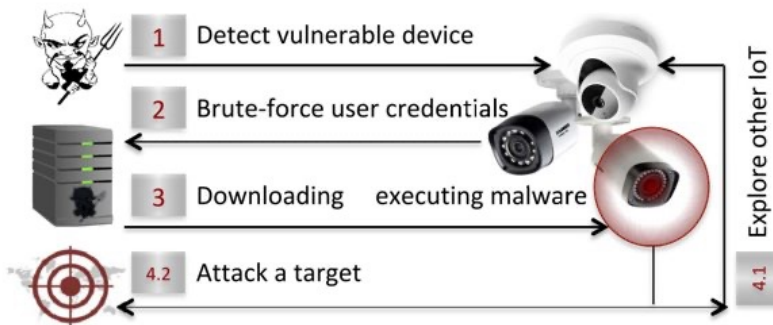 1 Detect vulnerable device
2 Brute-force user credentials
3 Downloading executing malware
4.2 Attack a target
4.1 Explore other IoT